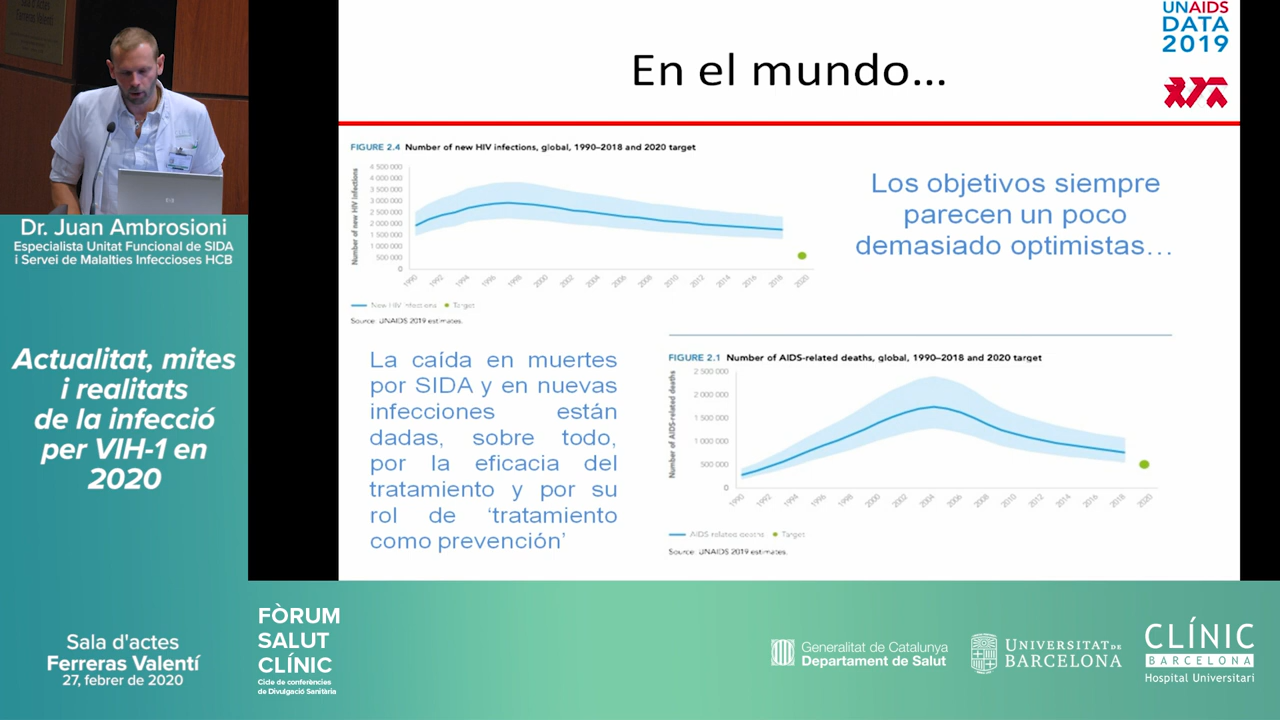 UNAIDS
DATA
2019
En el mundo...
FIGURE 2.4 Number of new HIV infections, global, 1990–2018 and 2020 target
Number of new HIV infections
4 500 000
4 000 000
3 500 000
3 000 000
2 500 000
2 000 000
1 500 000
1 000 000
500 000
0
1990
1992
1994
1996
1998
2000
2002
2004
2006
2008
2010
2012
2014
2016
2018
2020
New HIV infections
Target
Source: UNAIDS 2019 estimates.
Los objetivos siempre
parecen un poco
demasiado optimistas…
La caída en muertes
por SIDA y en nuevas
infecciones están
dadas, sobre todo,
por la eficacia del
tratamiento y por su
rol de ‘tratamiento
como prevención’
FIGURE 2.1 Number of AIDS-related deaths, global, 1990–2018 and 2020 target
Number of AIDS-related deaths
2 500 000
2 000 000
1 500 000
1 000 000
500 000
0
1990
1992
1994
1996
1998
2000
2002
2004
2006
2008
2010
2012
2014
2016
2018
2020
AIDS-related deaths
Target
Source: UNAIDS 2019 estimates.
Dr. Juan Ambrosioni
Especialista Unitat Funcional de SIDA
i Servei de Malalties Infeccioses HCB
Actualitat, mites
i realitats
de la infecció
per VIH-1 en
2020
Sala d'actes
Ferreras Valentí
27, febrer de 2020
FÒRUM
SALUT
CLÍNIC
Cicle de conferències
de Divulgació Sanitària
Generalitat de Catalunya
Departament de Salut
UNIVERSITAT DE
BARCELONA
CLÍNIC
BARCELONA
Hospital Universitari